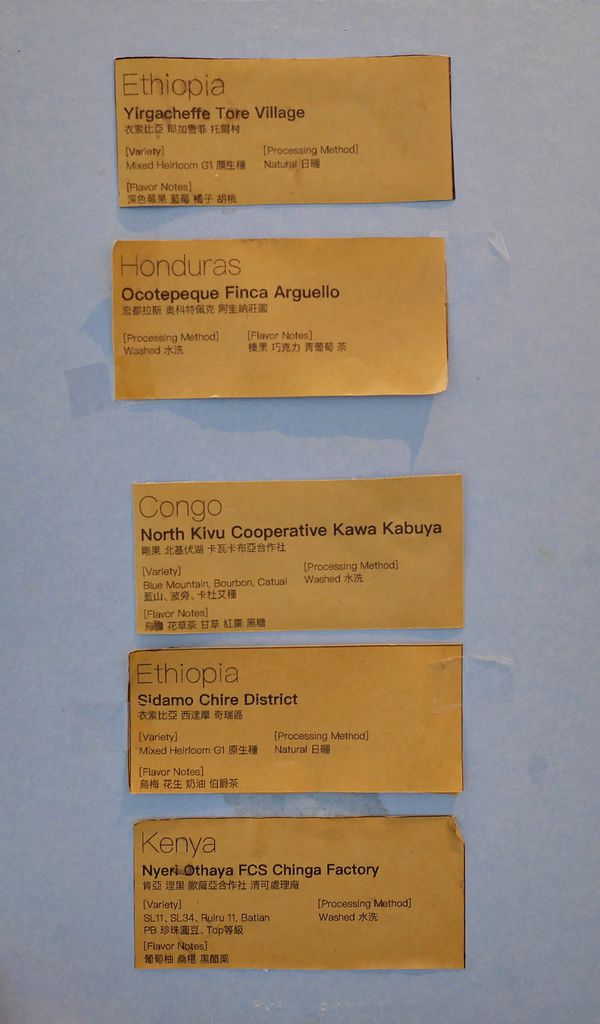 Ethiopia
Yirgacheffe Tore Village
衣索比亞 耶加雪菲 托爾村
[Variety] [Processing Method]
Mixed Heirloom G1 原生種 Natural 日曬
[Flavor Notes]
深色莓果 藍莓 橘子 胡桃
Honduras
Ocotepeque Finca Arguello
宏都拉斯 奧科特佩克 阿圭納莊園
[Processing Method] [Flavor Notes]
Washed 水洗 榛果 巧克力 青葡萄 茶
Congo
North Kivu Cooperative Kawa Kabuya
剛果 北基伏湖 卡瓦卡布亞合作社
[Variety] [Processing Method]
Blue Mountain, Bourbon, Catuai Washed 水洗
藍山、波旁、卡杜艾種
[Flavor Notes]
花草茶 甘草 紅棗 黑糖
Ethiopia
Sidamo Chire District
衣索比亞 西達摩 奇瑞區
[Variety] [Processing Method]
Mixed Heirloom G1 原生種 Natural 日曬
[Flavor Notes]
烏梅 花生 奶油 伯爵茶
Kenya
Nyeri Othaya FCS Chinga Factory
肯亞 涅里 歐薩亞合作社 清可處理廠
[Variety] [Processing Method]
SL11、SL34、Ruiru 11, Batian Washed 水洗
PB 珍珠圓豆、Top等級
[Flavor Notes]
葡萄柚 桑椹 黑醋栗